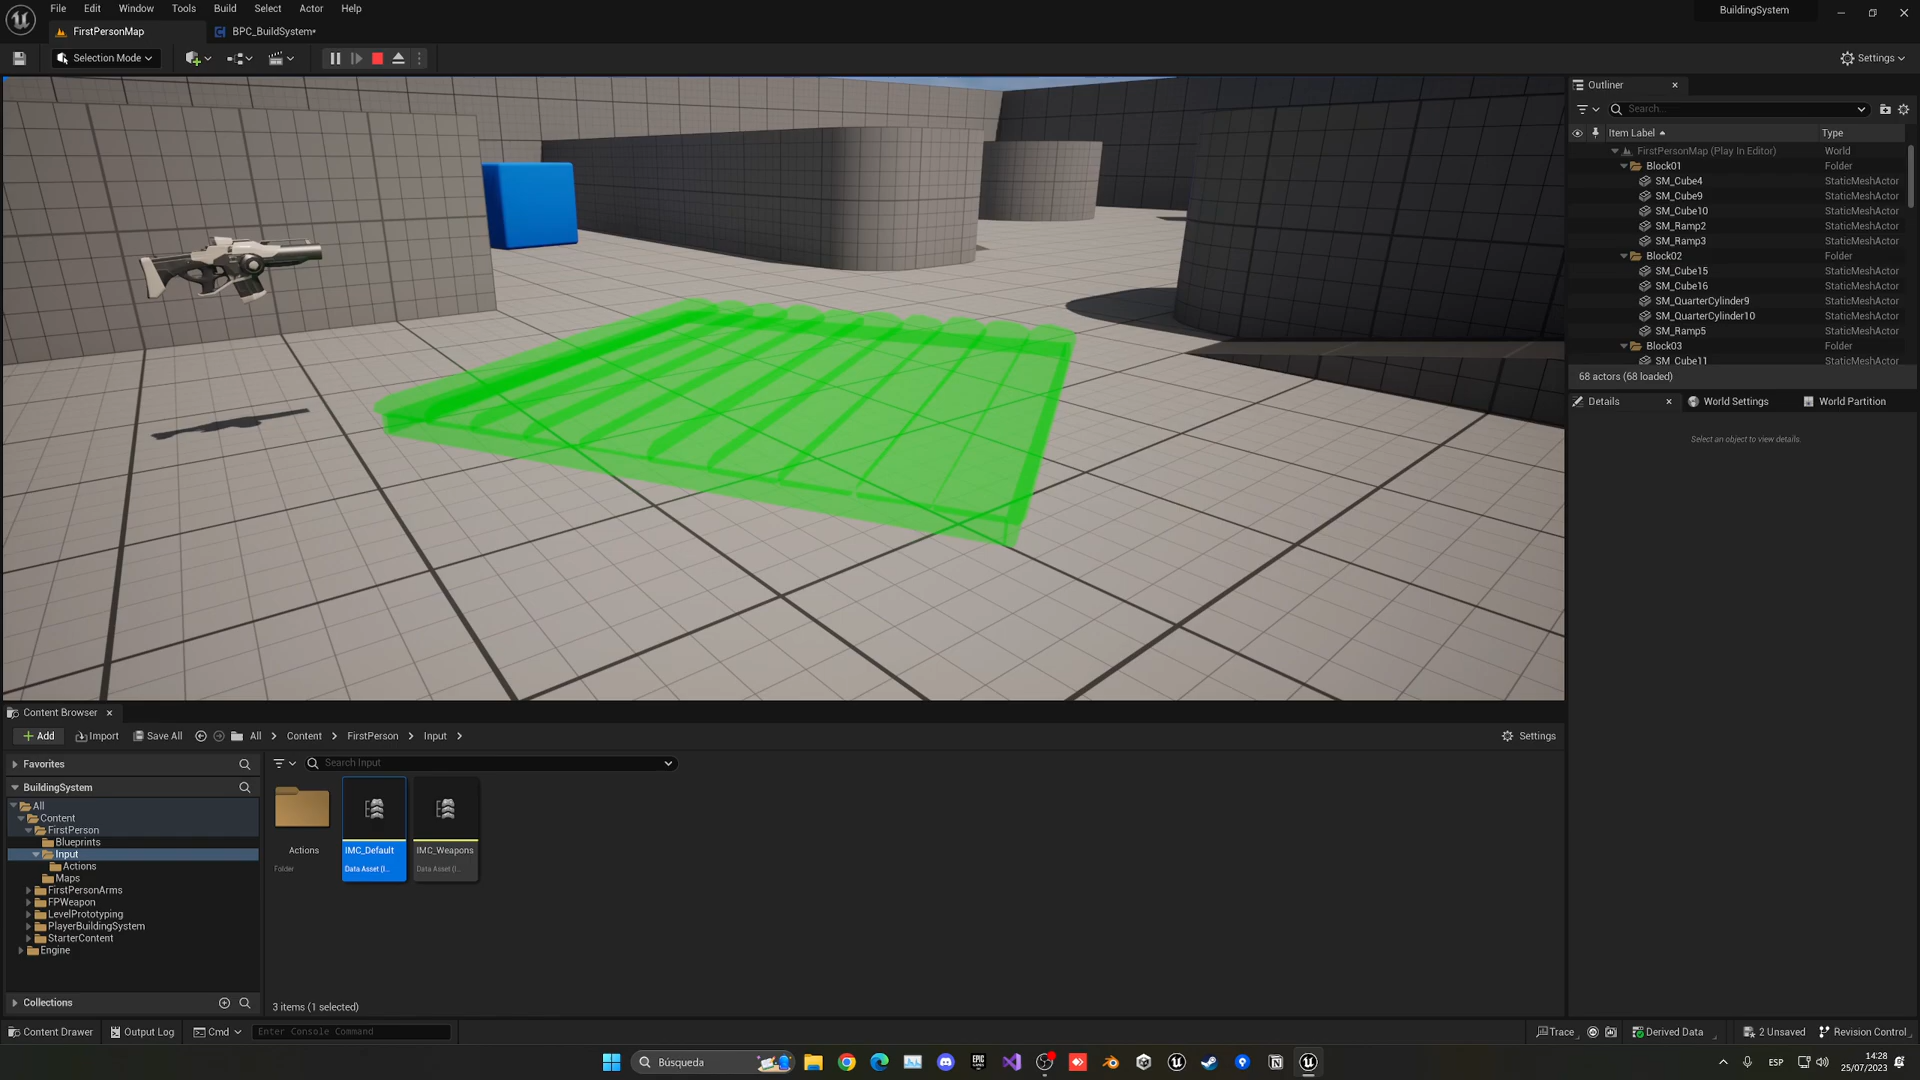 File Edit Window Tools Build Select Actor Help
BuildingSystem
FirstPersonMap
BPC_BuildSystem*
Selection Mode
Settings
Outliner
Search...
Item Label
Type
FirstPersonMap (Play In Editor) World
Block01 Folder
SM_Cube4 StaticMeshActor
SM_Cube9 StaticMeshActor
SM_Cube10 StaticMeshActor
SM_Ramp2 StaticMeshActor
SM_Ramp3 StaticMeshActor
Block02 Folder
SM_Cube15 StaticMeshActor
SM_Cube16 StaticMeshActor
SM_QuarterCylinder9 StaticMeshActor
SM_QuarterCylinder10 StaticMeshActor
SM_Ramp5 StaticMeshActor
Block03 Folder
SM_Cube11 StaticMeshActor
68 actors (68 loaded)
Details
World Settings
World Partition
Select an object to view details.
Content Browser
Add
Import
Save All
All > Content > FirstPerson > Input >
Settings
Favorites
Search Input
BuildingSystem
All
Content
FirstPerson
Blueprints
Input
Actions
Maps
FirstPersonArms
FPWeapon
LevelPrototyping
PlayerBuildingSystem
StarterContent
Engine
Collections
Actions
Folder
IMC_Default
Data Asset (I...
IMC_Weapons
Data Asset (I...
3 items (1 selected)
Content Drawer
Output Log
Cmd
Enter Console Command
Trace
Derived Data
2 Unsaved
Revision Control
Búsqueda
EPIC GAMES
ESP
14:28
25/07/2023